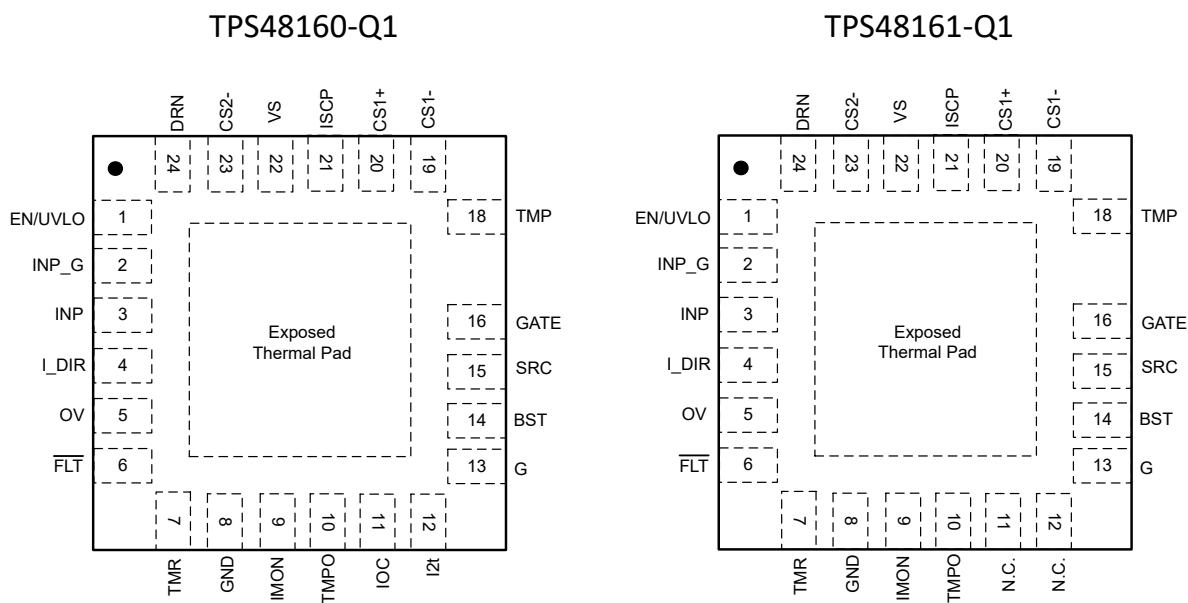 TPS48160-Q1
DRN
CS2-
VS
ISCP
CS1+
CS1-
24
23
22
21
20
19
EN/UVLO 1
18 TMP
INP_G 2
INP 3
16 GATE
Exposed
Thermal Pad
I_DIR 4
15 SRC
OV 5
14 BST
FLT 6
13 G
7
8
9
10
11
12
TMR
GND
IMON
TMPO
IOC
I2t
TPS48161-Q1
DRN
CS2-
VS
ISCP
CS1+
CS1-
24
23
22
21
20
19
EN/UVLO 1
18 TMP
INP_G 2
INP 3
16 GATE
Exposed
Thermal Pad
I_DIR 4
15 SRC
OV 5
14 BST
FLT 6
13 G
7
8
9
10
11
12
TMR
GND
IMON
TMPO
N.C.
N.C.